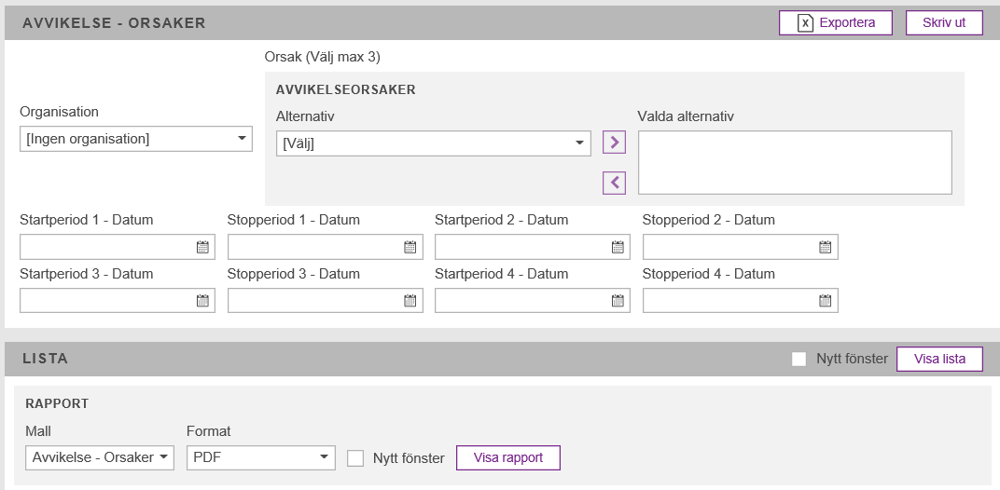 AVVIKELSE - ORSAKER
Exportera
Skriv ut
Orsak (Välj max 3)
AVVIKELSEORSAKER
Organisation
Alternativ
Valda alternativ
[Ingen organisation]
[Välj]
Startperiod 1 - Datum
Stopperiod 1 - Datum
Startperiod 2 - Datum
Stopperiod 2 - Datum
Startperiod 3 - Datum
Stopperiod 3 - Datum
Startperiod 4 - Datum
Stopperiod 4 - Datum
LISTA
Nytt fönster
Visa lista
RAPPORT
Mall
Format
Avvikelse - Orsaker
PDF
Nytt fönster
Visa rapport